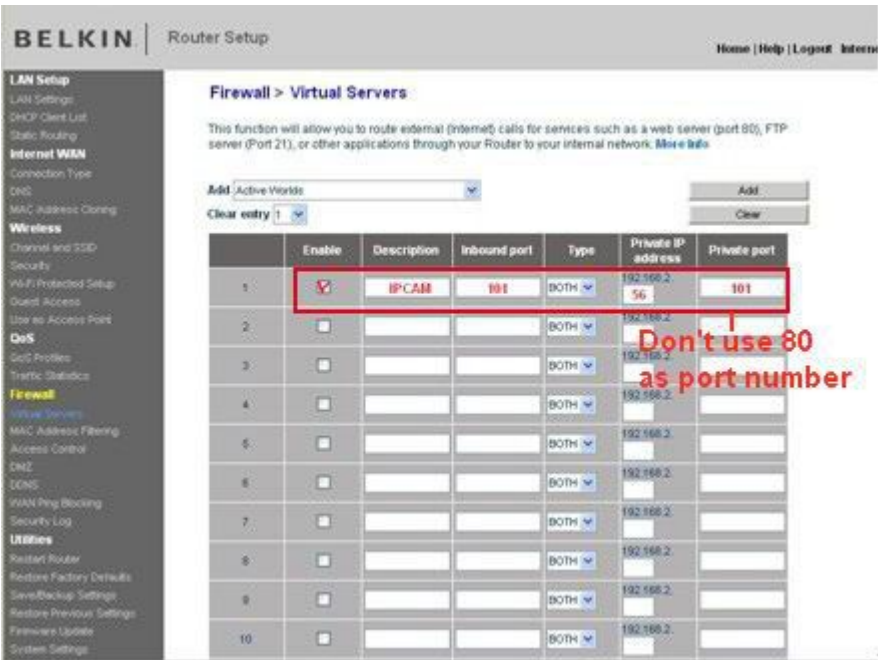 BELKIN | Router Setup
Home | Help | Logout Interne
LAN Setup
LAN Settings
DHCP Client List
Static Routing
Internet WAN
Connection Type
DNS
MAC Address Cloning
Wireless
Channel and SSID
Security
Wi-Fi Protected Setup
Guest Access
Use as Access Point
QoS
QoS Profiles
Traffic Statistics
Firewall
Virtual Servers
MAC Address Filtering
Access Control
DMZ
DDNS
WAN Ping Blocking
Security Log
Utilities
Restart Router
Restore Factory Defaults
Save/Backup Settings
Restore Previous Settings
Firmware Update
System Settings
Firewall > Virtual Servers
This function will allow you to route external (Internet) calls for services such as a web server (port 80), FTP
server (Port 21), or other applications through your Router to your internal network. More Info
Add Active Worlds Add
Clear entry 1 Clear
Enable Description Inbound port Type Private IP address Private port
1 IPCAM 101 BOTH 192.168.2. 56 101
2 BOTH 192.168.2.
3 BOTH 192.168.2.
4 BOTH 192.168.2.
5 BOTH 192.168.2.
6 BOTH 192.168.2.
7 BOTH 192.168.2.
8 BOTH 192.168.2.
9 BOTH 192.168.2.
10 BOTH 192.168.2.
Don't use 80
as port number